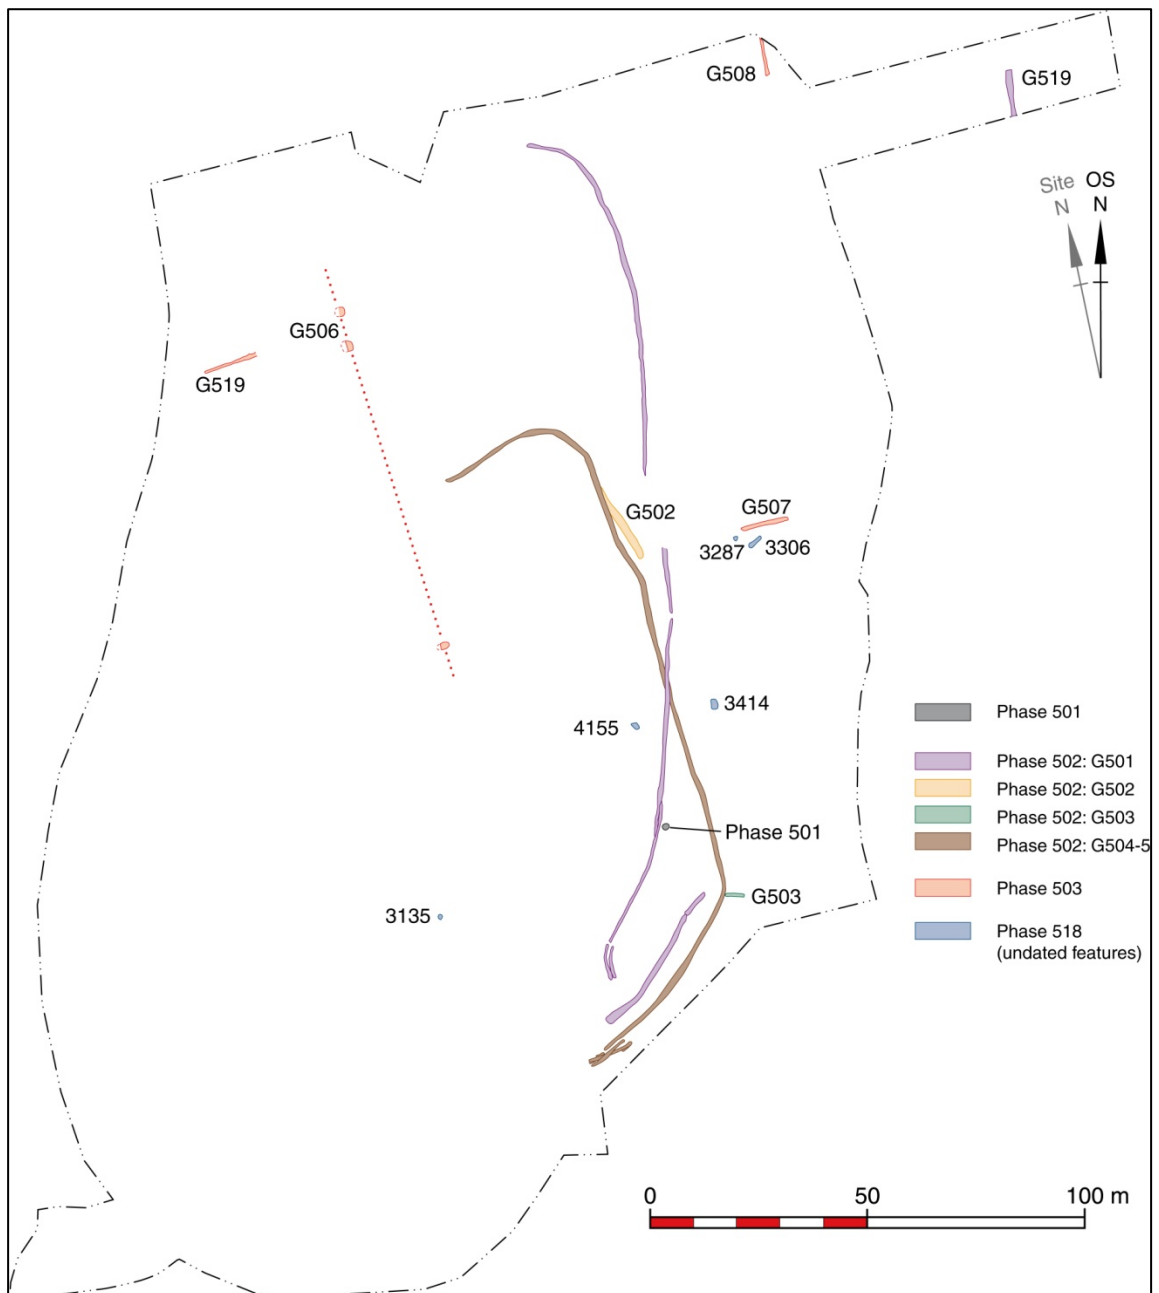 G508
G519
Site OS
N N
G506
G519
G502
G507
3287
3306
3414
4155
Phase 501
G503
3135
Phase 501
Phase 502: G501
Phase 502: G502
Phase 502: G503
Phase 502: G504-5
Phase 503
Phase 518
(undated features)
0 50 100 m